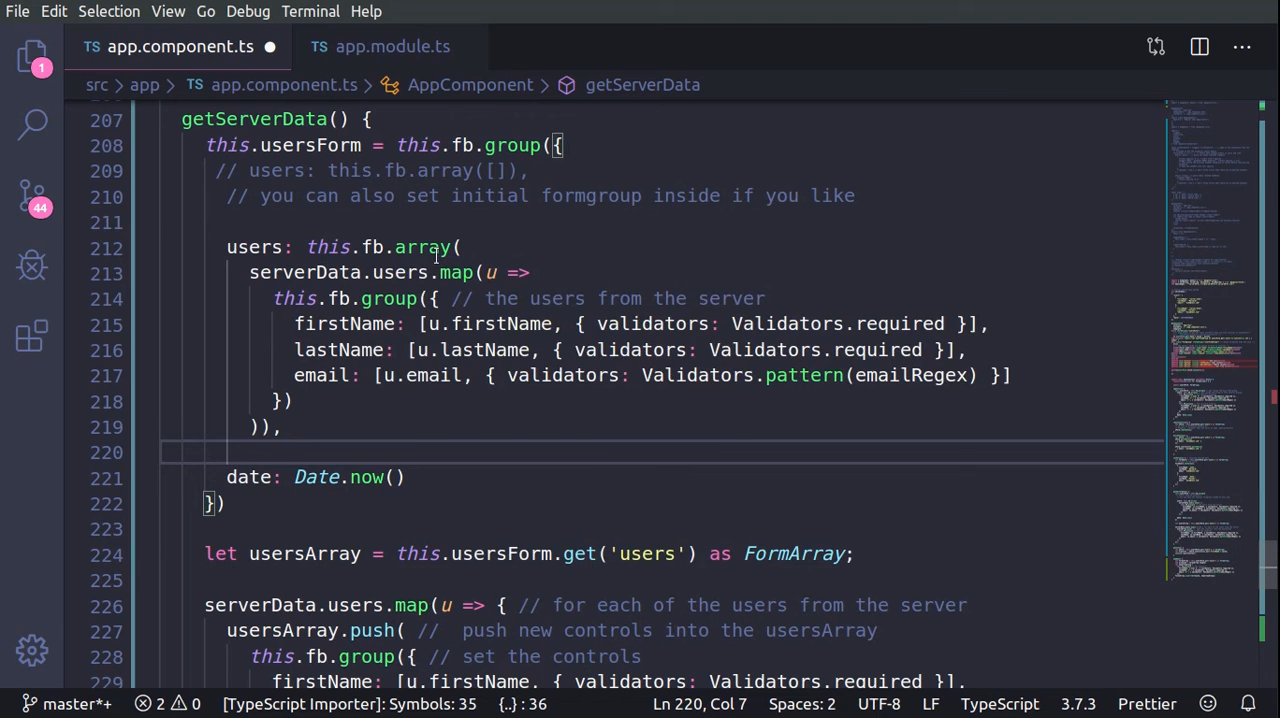 File Edit Selection View Go Debug Terminal Help
TS app.component.ts TS app.module.ts
src > app > TS app.component.ts > AppComponent > getServerData
1
44
207 getServerData() {
208 this.usersForm = this.fb.group({
209 // users: this.fb.array([]),
210 // you can also set initial formgroup inside if you like
211
212 users: this.fb.array(
213 serverData.users.map(u =>
214 this.fb.group({ // the users from the server
215 firstName: [u.firstName, { validators: Validators.required }],
216 lastName: [u.lastName, { validators: Validators.required }],
217 email: [u.email, { validators: Validators.pattern(emailRegex) }]
218 })
219 )),
220
221 date: Date.now()
222 })
223
224 let usersArray = this.usersForm.get('users') as FormArray;
225
226 serverData.users.map(u => { // for each of the users from the server
227 usersArray.push( // push new controls into the usersArray
228 this.fb.group({ // set the controls
229 firstName: [u.firstName, { validators: Validators.required }],
master*+ 2 0 [TypeScript Importer]: Symbols: 35 {..} : 36 Ln 220, Col 7 Spaces: 2 UTF-8 LF TypeScript 3.7.3 Prettier